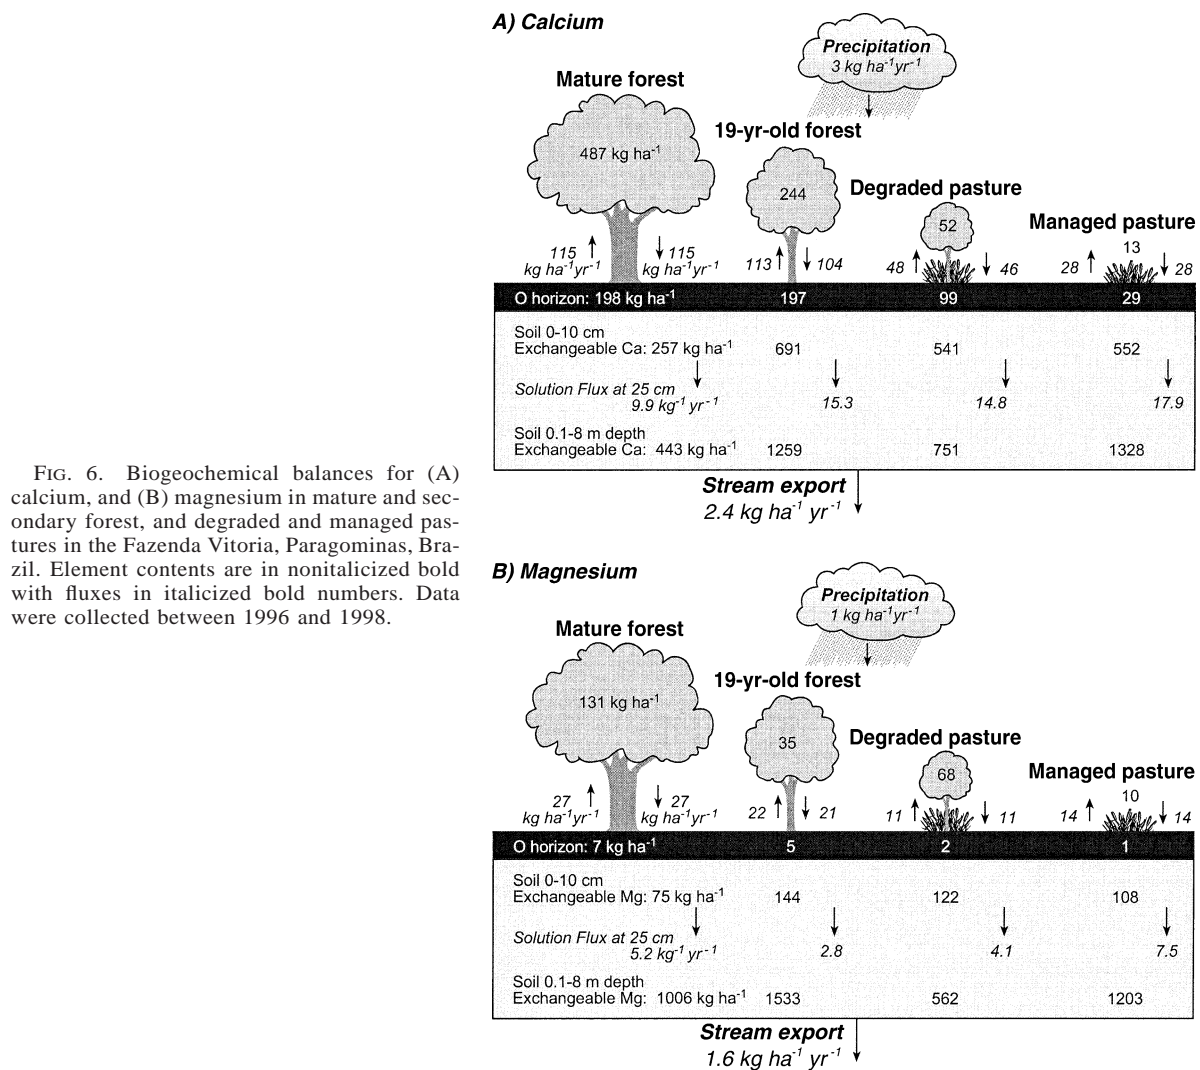 A) Calcium
Precipitation
3 kg ha⁻¹yr⁻¹
Mature forest
19-yr-old forest
487 kg ha⁻¹
244
Degraded pasture
52
Managed pasture
13
115
kg ha⁻¹yr⁻¹
115
kg ha⁻¹yr⁻¹
113
104
48
46
28
28
O horizon: 198 kg ha⁻¹ 197 99 29
Soil 0-10 cm
Exchangeable Ca: 257 kg ha⁻¹ 691 541 552
Solution Flux at 25 cm
9.9 kg⁻¹ yr⁻¹ 15.3 14.8 17.9
Soil 0.1-8 m depth
Exchangeable Ca: 443 kg ha⁻¹ 1259 751 1328
Stream export
2.4 kg ha⁻¹ yr⁻¹
FIG. 6. Biogeochemical balances for (A)
calcium, and (B) magnesium in mature and sec-
ondary forest, and degraded and managed pas-
tures in the Fazenda Vitoria, Paragominas, Bra-
zil. Element contents are in nonitalicized bold
with fluxes in italicized bold numbers. Data
were collected between 1996 and 1998.
B) Magnesium
Precipitation
1 kg ha⁻¹yr⁻¹
Mature forest
19-yr-old forest
131 kg ha⁻¹
35
Degraded pasture
68
Managed pasture
10
27
kg ha⁻¹yr⁻¹
27
kg ha⁻¹yr⁻¹
22
21
11
11
14
14
O horizon: 7 kg ha⁻¹ 5 2 1
Soil 0-10 cm
Exchangeable Mg: 75 kg ha⁻¹ 144 122 108
Solution Flux at 25 cm
5.2 kg⁻¹ yr⁻¹ 2.8 4.1 7.5
Soil 0.1-8 m depth
Exchangeable Mg: 1006 kg ha⁻¹ 1533 562 1203
Stream export
1.6 kg ha⁻¹ yr⁻¹